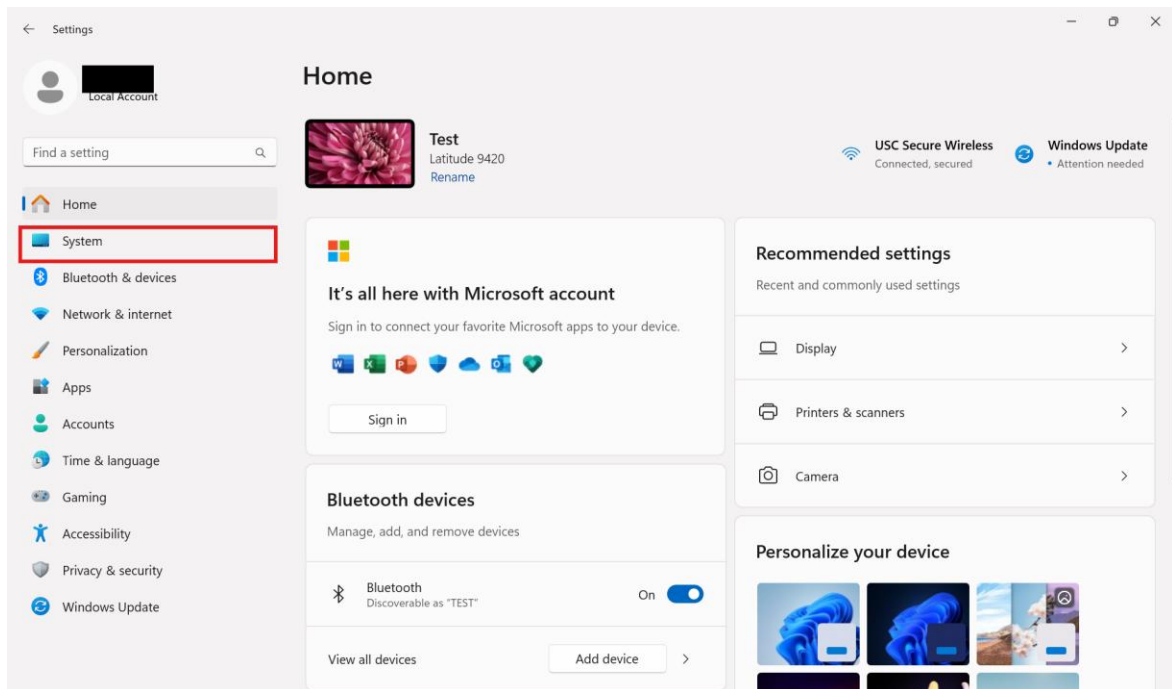 Settings
Local Account
Find a setting
Home
System
Bluetooth & devices
Network & internet
Personalization
Apps
Accounts
Time & language
Gaming
Accessibility
Privacy & security
Windows Update
Home
Test
Latitude 9420
Rename
USC Secure Wireless
Connected, secured
Windows Update
• Attention needed
It's all here with Microsoft account
Sign in to connect your favorite Microsoft apps to your device.
Sign in
Bluetooth devices
Manage, add, and remove devices
Bluetooth
Discoverable as "TEST"
On
View all devices
Add device
Recommended settings
Recent and commonly used settings
Display
Printers & scanners
Camera
Personalize your device